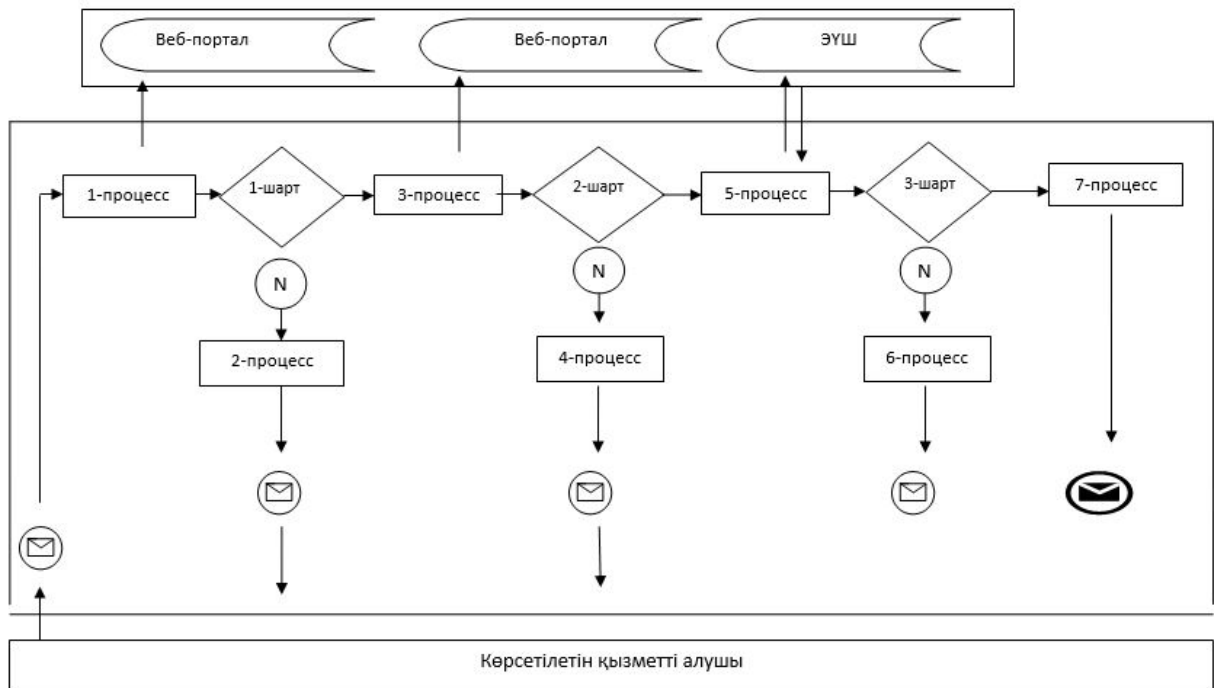 Веб-портал
Веб-портал
ЭҮШ
1-процесс
1-шарт
3-процесс
2-шарт
5-процесс
3-шарт
7-процесс
N
N
N
2-процесс
4-процесс
6-процесс
Көрсетілетін қызметті алушы